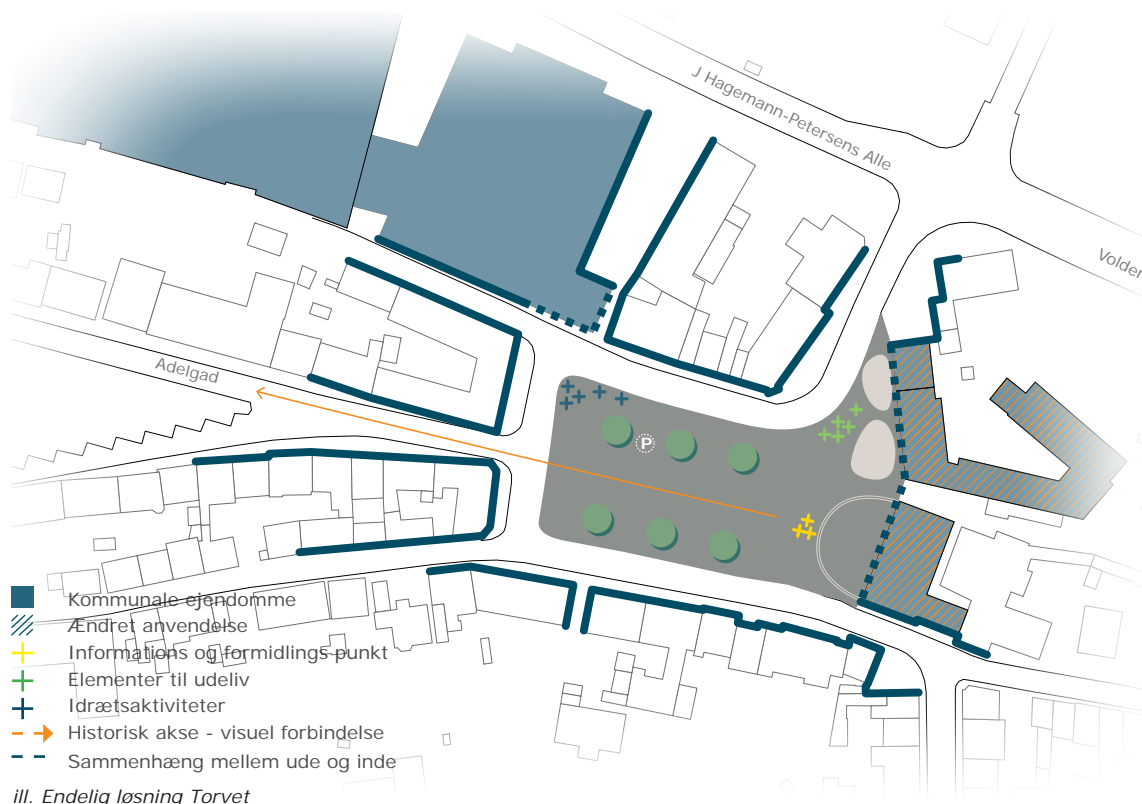 J Hagemann-Petersens Alle
Volder
Adelgad
P
Kommunale ejendomme
Ændret anvendelse
Informations og formidlings punkt
Elementer til udeliv
Idrætsaktiviteter
Historisk akse - visuel forbindelse
Sammenhæng mellem ude og inde
ill. Endelig løsning Torvet